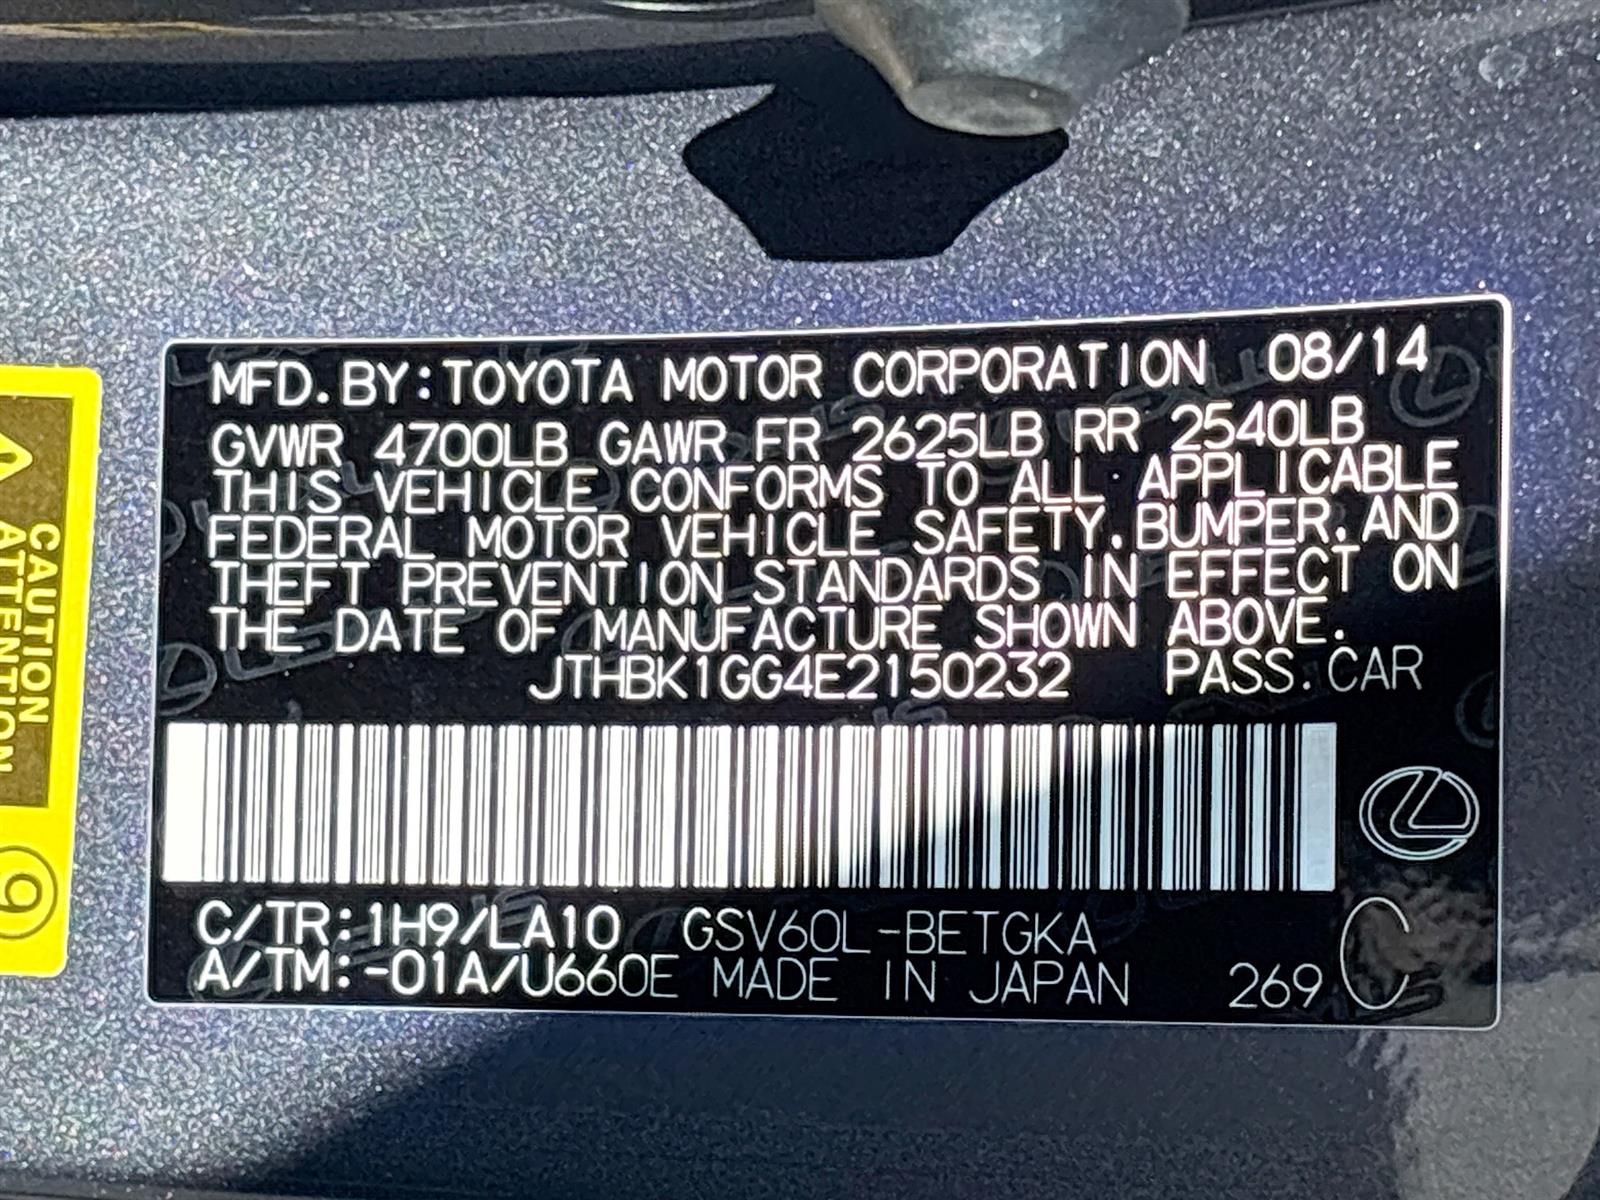 MFD.BY:TOYOTA MOTOR CORPORATION 08/14
GVWR 4700LB GAWR FR 2625LB RR 2540LB
THIS VEHICLE CONFORMS TO ALL APPLICABLE
FEDERAL MOTOR VEHICLE SAFETY,BUMPER,AND
THEFT PREVENTION STANDARDS IN EFFECT ON
THE DATE OF MANUFACTURE SHOWN ABOVE.
JTHBK1GG4E2150232 PASS.CAR
C/TR:1H9/LA10 GSV60L-BETGKA
A/TM:-01A/U660E MADE IN JAPAN 269 C
CAUTION
ATTENTION
9